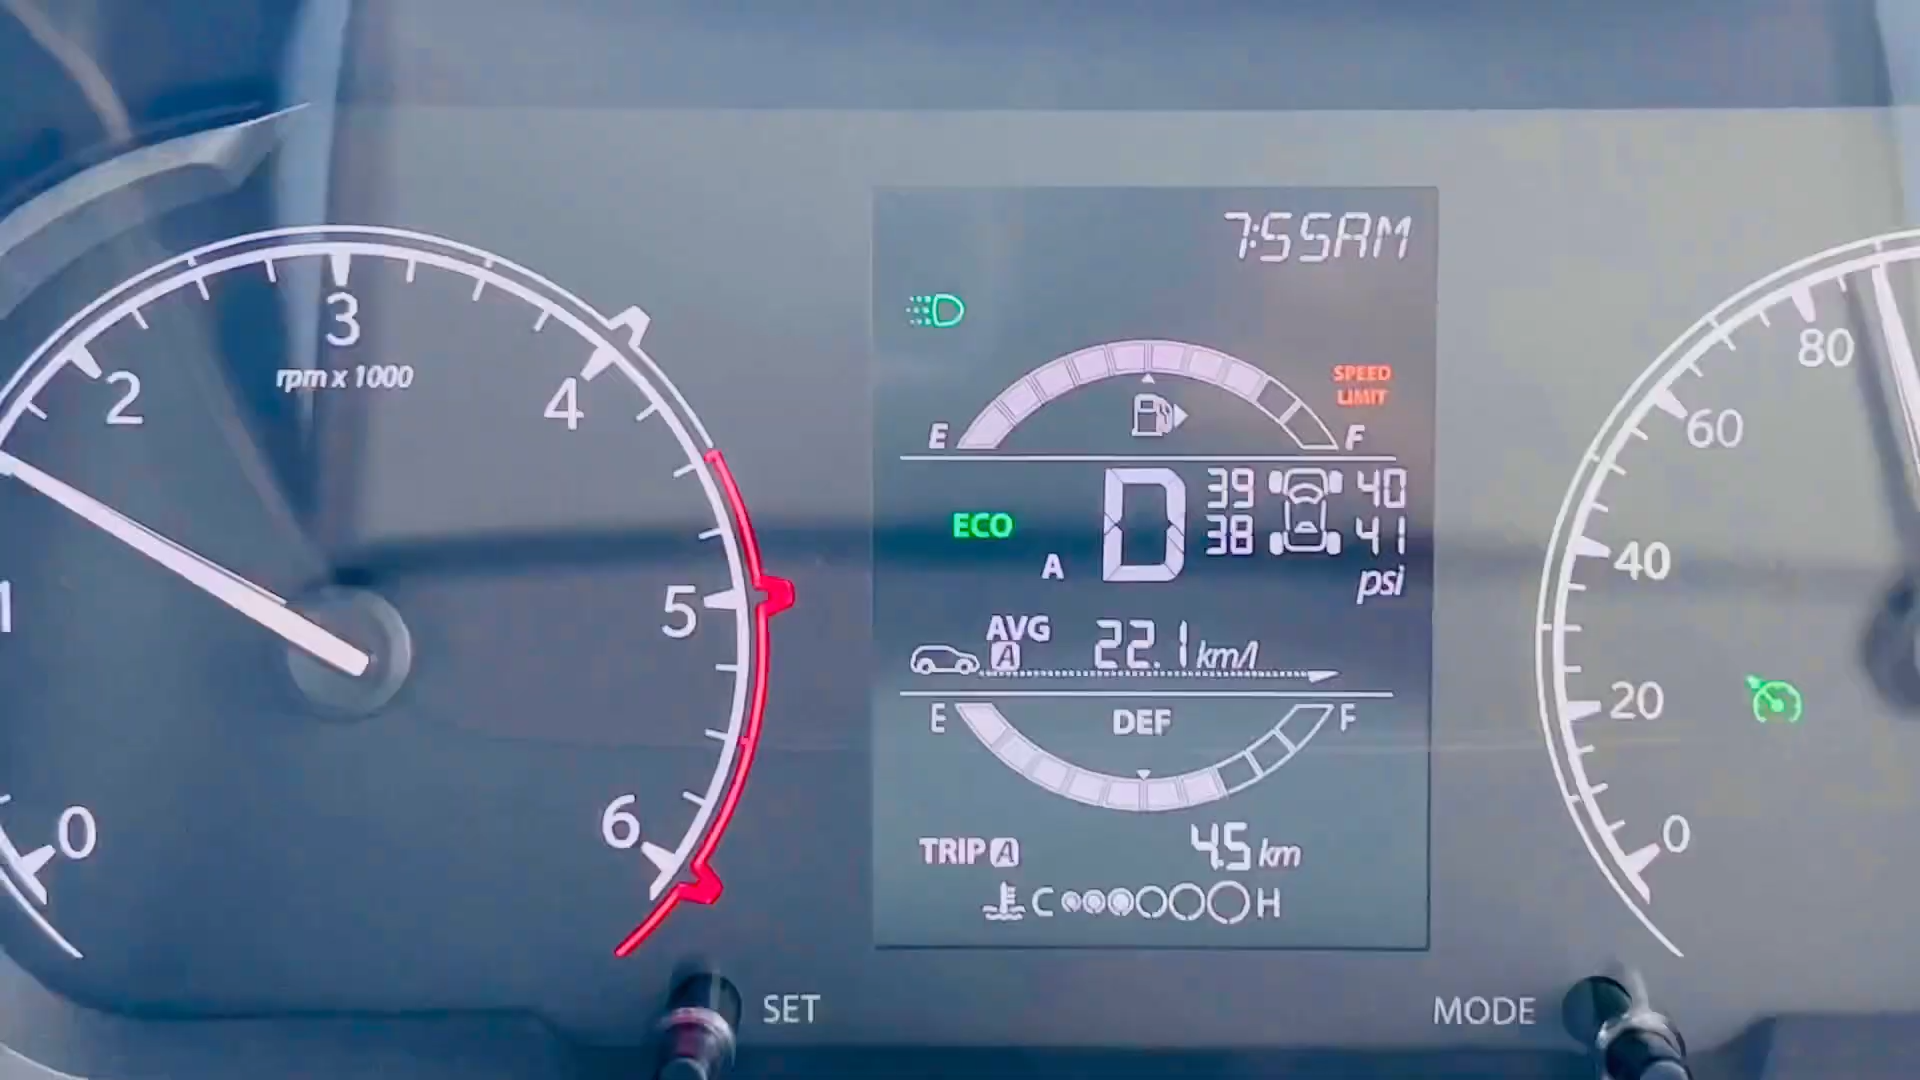 7:55AM
3
rpm x 1000
2
4
1
5
0
6
SPEED
LIMIT
E
F
39
40
38
41
psi
ECO
A
D
AVG
A
22.1 km/l
E
DEF
F
TRIP A
4.5 km
C
H
80
60
40
20
0
SET
MODE